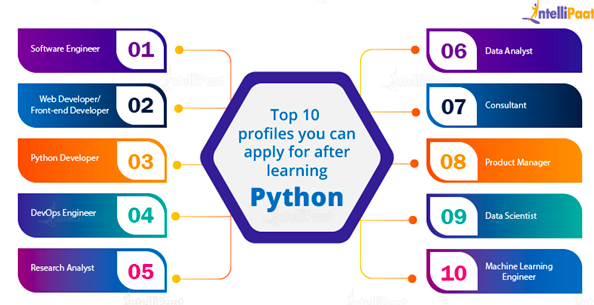 IntelliPaat
Software Engineer 01
Web Developer/
Front-end Developer 02
Python Developer 03
DevOps Engineer 04
Research Analyst 05
Top 10
profiles you can
apply for after
learning
Python
06 Data Analyst
07 Consultant
08 Product Manager
09 Data Scientist
10 Machine Learning
Engineer